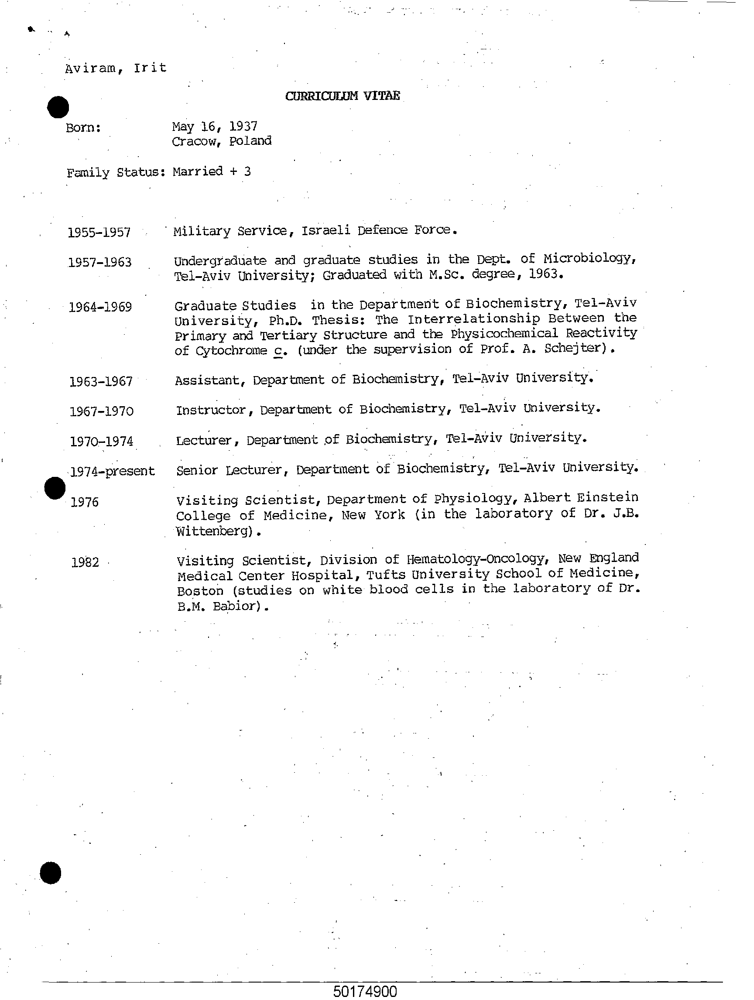 Aviram, Irit
CURRICULUM VITAE
Born: May 16, 1937
Cracow, Poland
Family Status: Married + 3
1955-1957 Military Service, Israeli Defence Force.
1957-1963 Undergraduate and graduate studies in the Dept. of Microbiology,
Tel-Aviv University; Graduated with M.Sc. degree, 1963.
1964-1969 Graduate Studies in the Department of Biochemistry, Tel-Aviv
University, Ph.D. Thesis: The Interrelationship Between the
Primary and Tertiary Structure and the Physicochemical Reactivity
of Cytochrome c. (under the supervision of Prof. A. Schejter).
1963-1967 Assistant, Department of Biochemistry, Tel-Aviv University.
1967-1970 Instructor, Department of Biochemistry, Tel-Aviv University.
1970-1974 Lecturer, Department of Biochemistry, Tel-Aviv University.
1974-present Senior Lecturer, Department of Biochemistry, Tel-Aviv University.
1976 Visiting Scientist, Department of Physiology, Albert Einstein
College of Medicine, New York (in the laboratory of Dr. J.B.
Wittenberg).
1982 Visiting Scientist, Division of Hematology-Oncology, New England
Medical Center Hospital, Tufts University School of Medicine,
Boston (studies on white blood cells in the laboratory of Dr.
B.M. Babior).
50174900